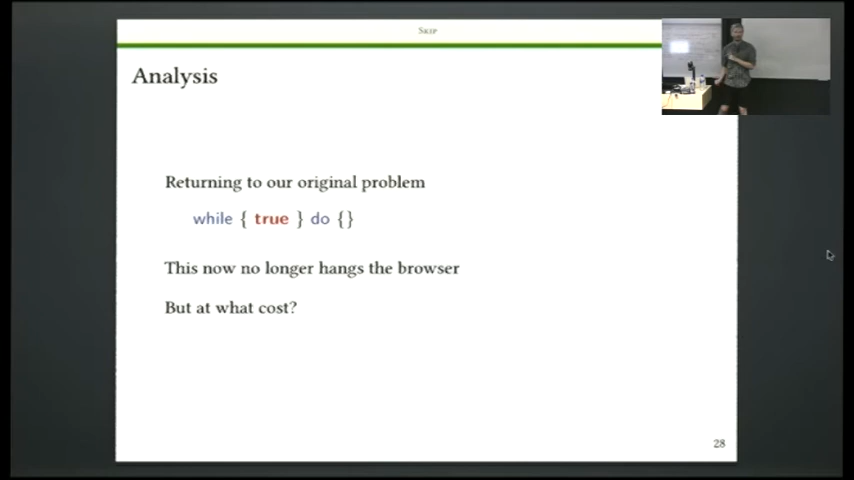 Skip
Analysis
Returning to our original problem
while { true } do {}
This now no longer hangs the browser
But at what cost?
28